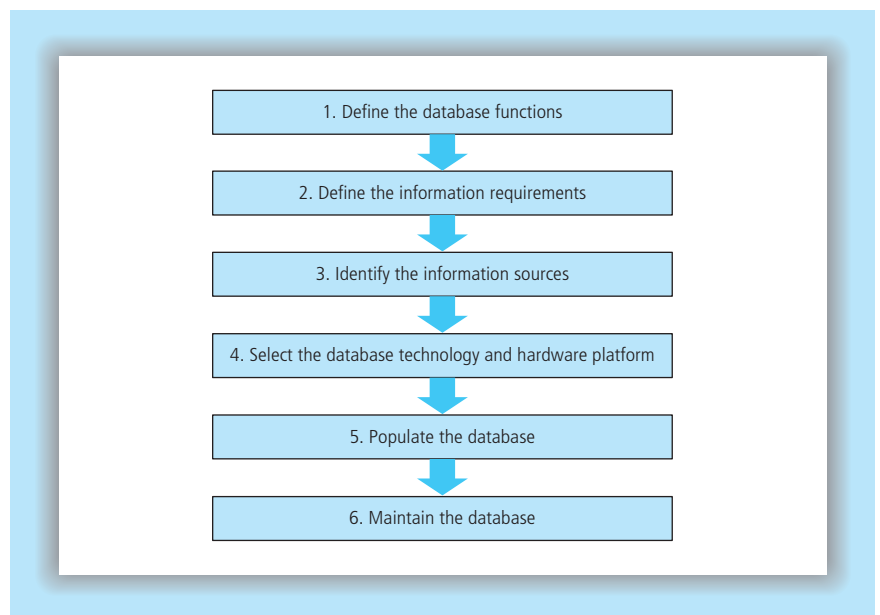 1. Define the database functions
2. Define the information requirements
3. Identify the information sources
4. Select the database technology and hardware platform
5. Populate the database
6. Maintain the database